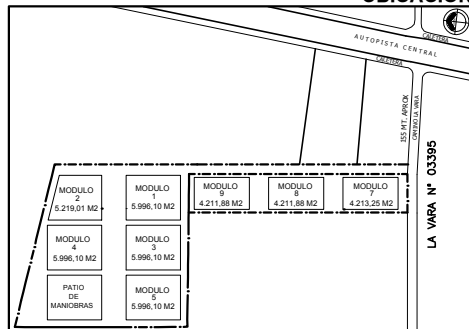 UBICACION
CALETERA
AUTOPISTA CENTRAL
CALETERA
155 MT. APROX
CAMINO LA VARA
LA VARA N° 03395
MODULO
2
5.219,01 M2
MODULO
1
5.996,10 M2
MODULO
9
4.211,88 M2
MODULO
8
4.211,88 M2
MODULO
7
4.213,25 M2
MODULO
4
5.996,10 M2
MODULO
3
5.996,10 M2
PATIO
DE
MANIOBRAS
MODULO
5
5.996,10 M2